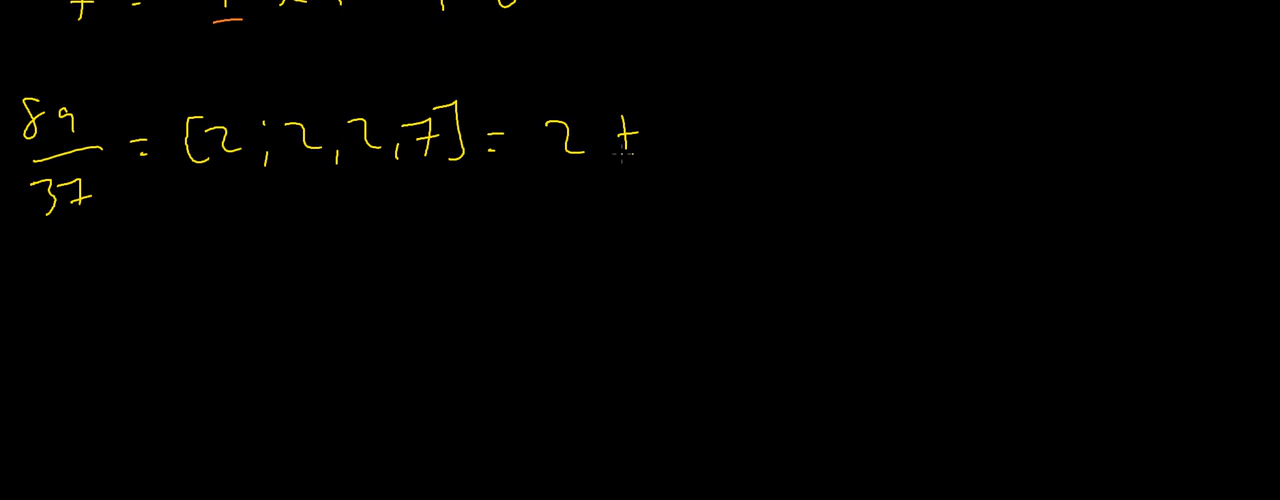 89/37 = [2; 2, 2, 7] = 2 +